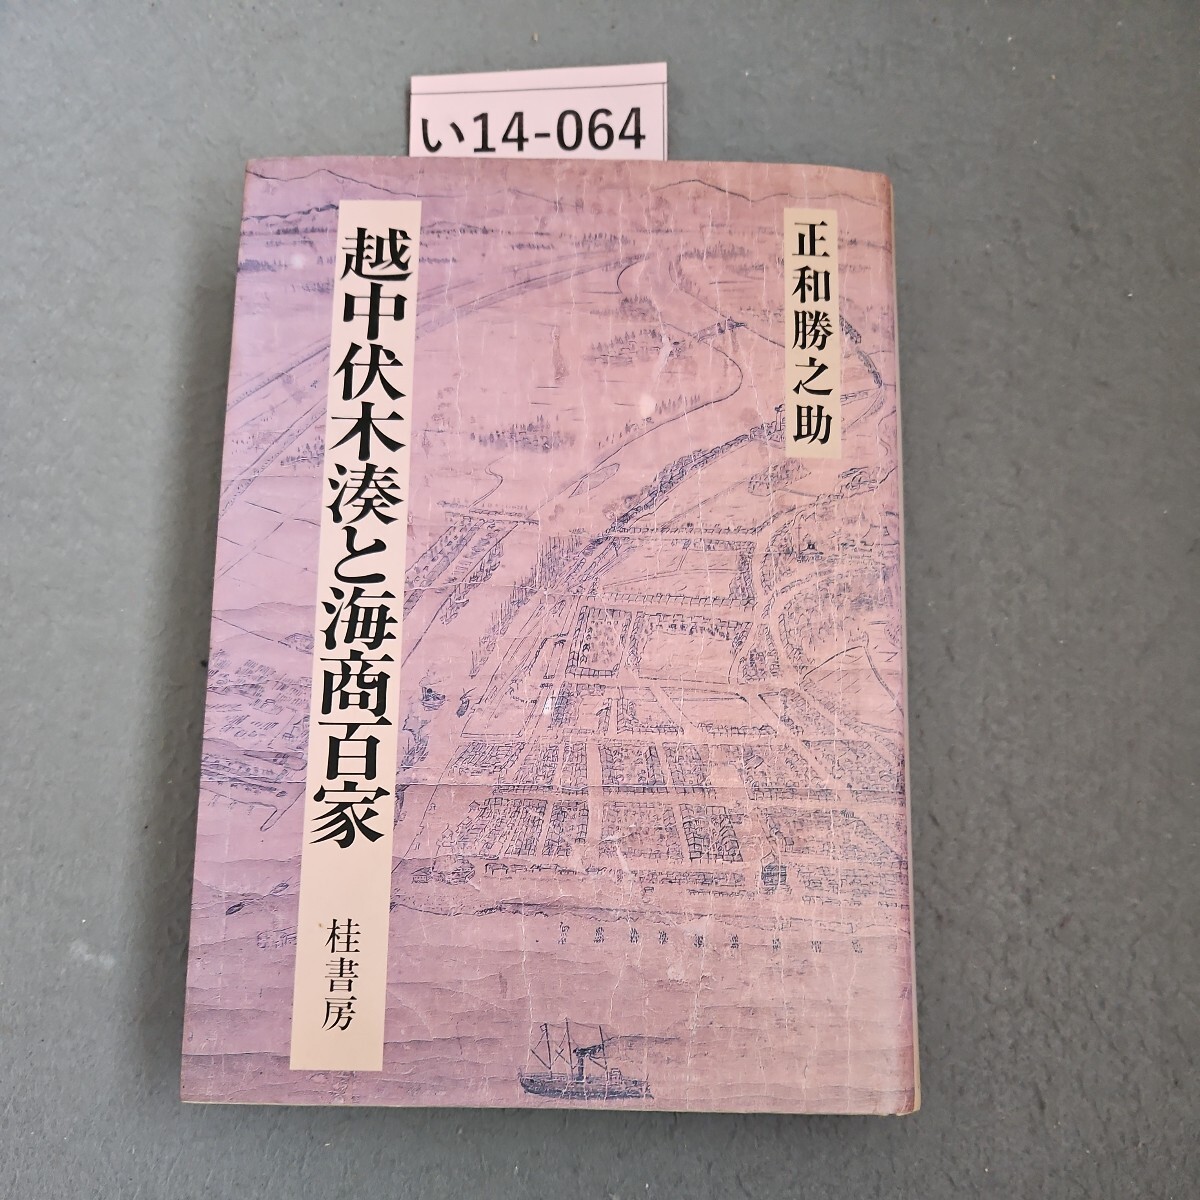 い14-064
正和勝之助
越中伏木湊と海商百家
桂書房